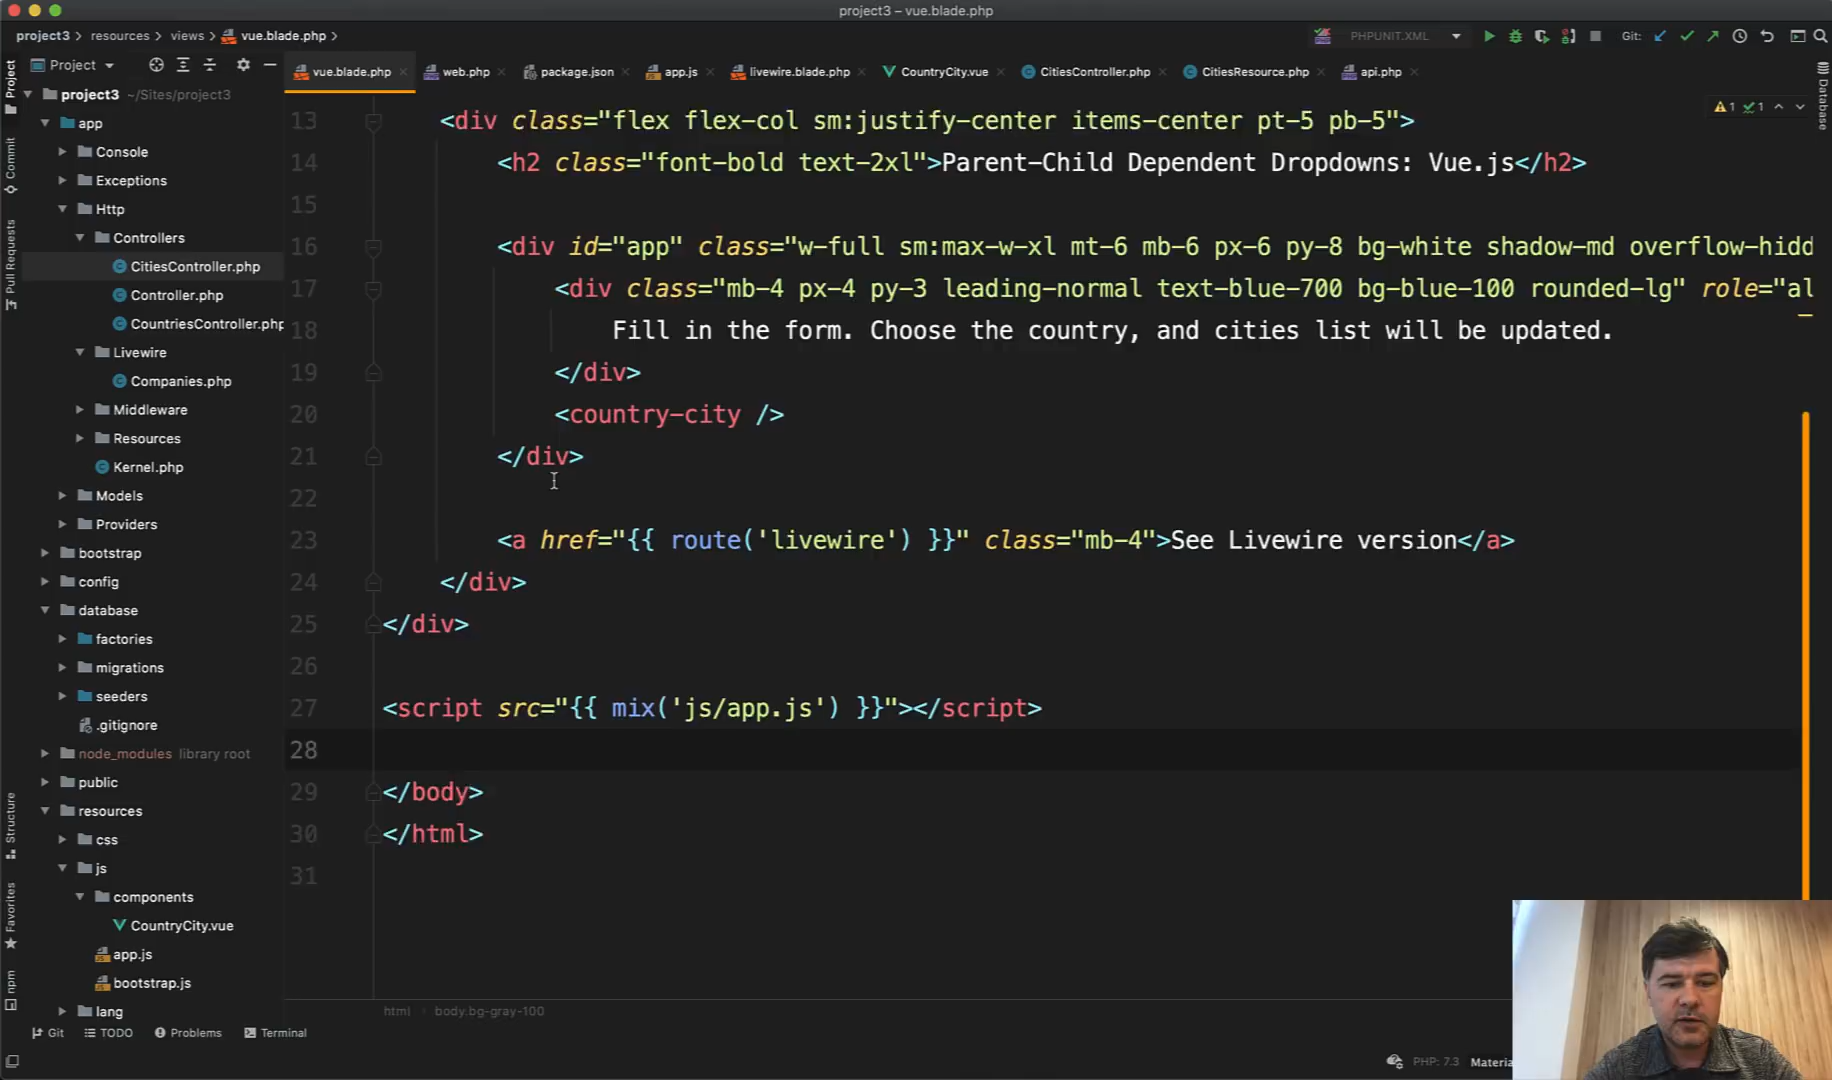 project3 – vue.blade.php
project3 resources views vue.blade.php
PHPUNIT.XML
Git:
Project
vue.blade.php
web.php
package.json
app.js
livewire.blade.php
CountryCity.vue
CitiesController.php
CitiesResource.php
api.php
Project
Commit
Pull Requests
Structure
Favorites
npm
Database
1 1
project3 ~/Sites/project3
app
Console
Exceptions
Http
Controllers
CitiesController.php
Controller.php
CountriesController.php
Livewire
Companies.php
Middleware
Resources
Kernel.php
Models
Providers
bootstrap
config
database
factories
migrations
seeders
.gitignore
node_modules library root
public
resources
css
js
components
CountryCity.vue
app.js
bootstrap.js
lang
13 <div class="flex flex-col sm:justify-center items-center pt-5 pb-5">
14 <h2 class="font-bold text-2xl">Parent-Child Dependent Dropdowns: Vue.js</h2>
15
16 <div id="app" class="w-full sm:max-w-xl mt-6 mb-6 px-6 py-8 bg-white shadow-md overflow-hidd
17 <div class="mb-4 px-4 py-3 leading-normal text-blue-700 bg-blue-100 rounded-lg" role="al
18 Fill in the form. Choose the country, and cities list will be updated.
19 </div>
20 <country-city />
21 </div>
22
23 <a href="{{ route('livewire') }}" class="mb-4">See Livewire version</a>
24 </div>
25 </div>
26
27 <script src="{{ mix('js/app.js') }}"></script>
28
29 </body>
30 </html>
31
html body.bg-gray-100
Git
TODO
Problems
Terminal
PHP: 7.3
Materi